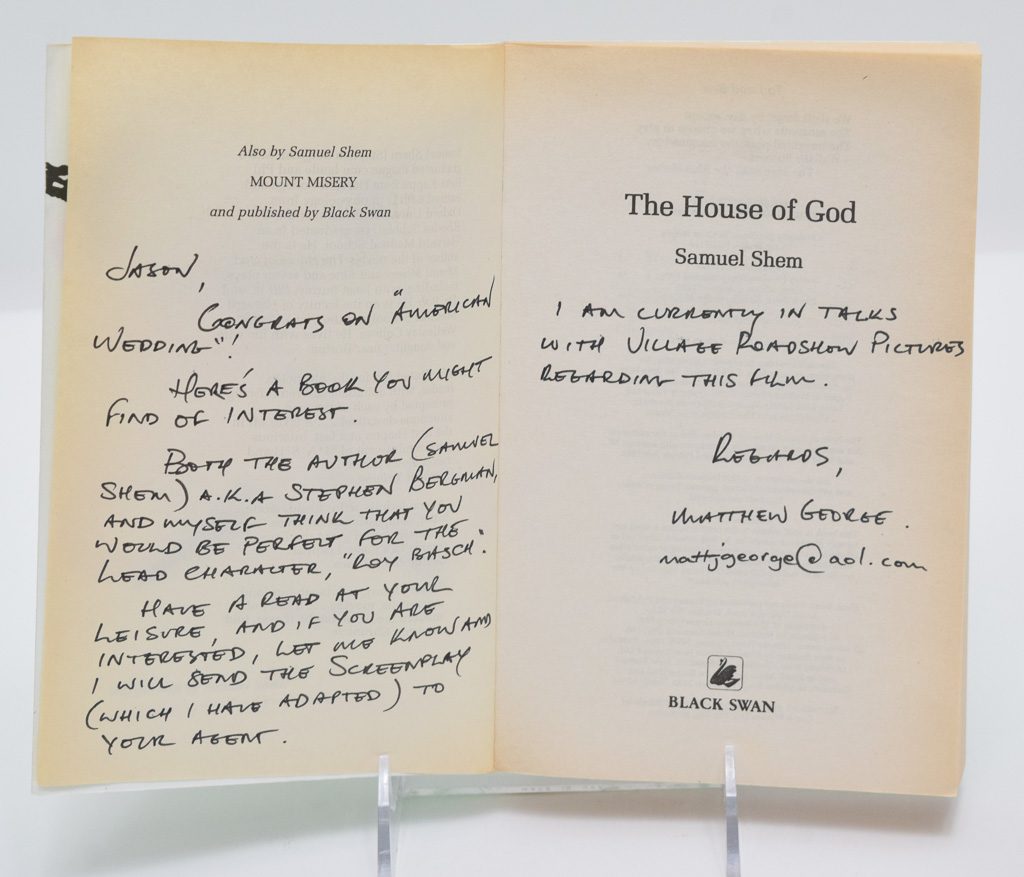 Also by Samuel Shem
MOUNT MISERY
and published by Black Swan
JASON,
CONGRATS ON "AMERICAN
WEDDING"!
HERE'S A BOOK YOU MIGHT
FIND OF INTEREST.
BOTH THE AUTHOR (SAMUEL
SHEM) A.K.A STEPHEN BERGMAN,
AND MYSELF THINK THAT YOU
WOULD BE PERFECT FOR THE
LEAD CHARACTER, "ROY BASCH".
HAVE A READ AT YOUR
LEISURE, AND IF YOU ARE
INTERESTED, LET ME KNOW AND
I WILL SEND THE SCREENPLAY
(WHICH I HAVE ADAPTED) TO
YOUR AGENT.
The House of God
Samuel Shem
I AM CURRENTLY IN TALKS
WITH VILLAGE ROADSHOW PICTURES
REGARDING THIS FILM.
REGARDS,
MATTHEW GEORGE.
mattjgeorge@aol.com
BLACK SWAN